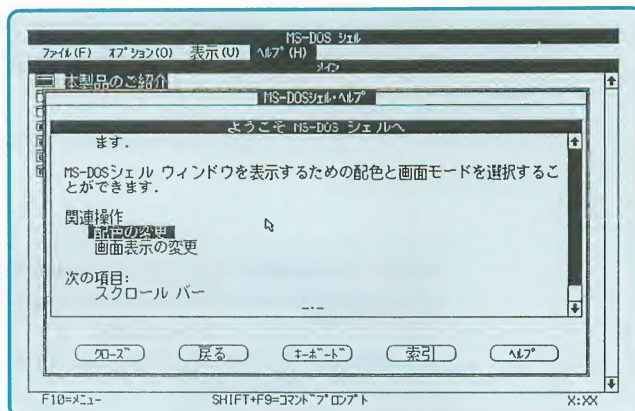 MS-DOS シェル
ファイル(F) オプション(O) 表示(U) ヘルプ(H)
メイン
本製品のご紹介
MS-DOSシェル・ヘルプ
ようこそ MS-DOS シェルへ
ます.
MS-DOSシェル ウィンドウを表示するための配色と画面モードを選択するこ
とができます.
関連操作
配色の変更
画面表示の変更
次の項目:
スクロール バー
クローズ 戻る キーボード 索引 ヘルプ
F10=メニュー SHIFT+F9=コマンドプロンプト X:XX